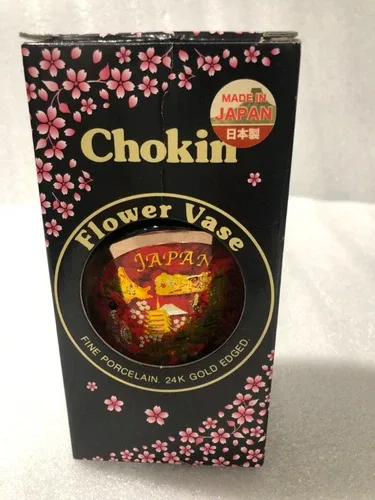 MADE IN
JAPAN
日本製
Chokin
Flower Vase
JAPAN
FINE PORCELAIN. 24K GOLD EDGED.